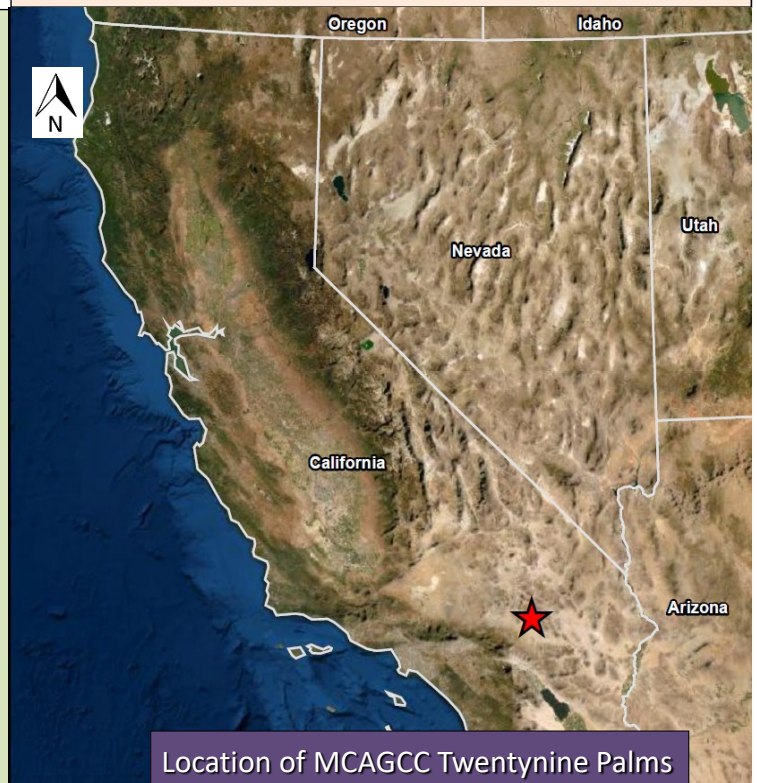 Oregon
Idaho
N
Utah
Nevada
California
Arizona
Location of MCAGCC Twentynine Palms